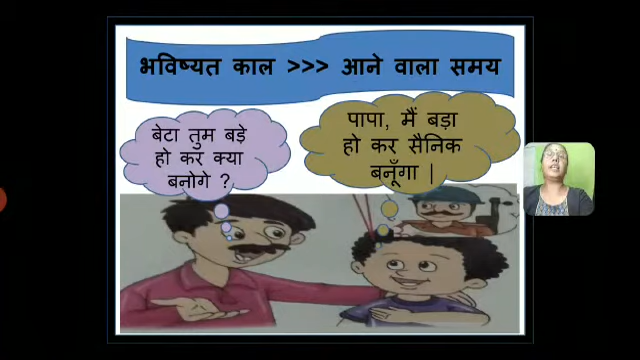 भविष्यत काल >>> आने वाला समय
बेटा तुम बड़े
हो कर क्या
बनोगे ?
पापा, मैं बड़ा
हो कर सैनिक
बनूँगा |